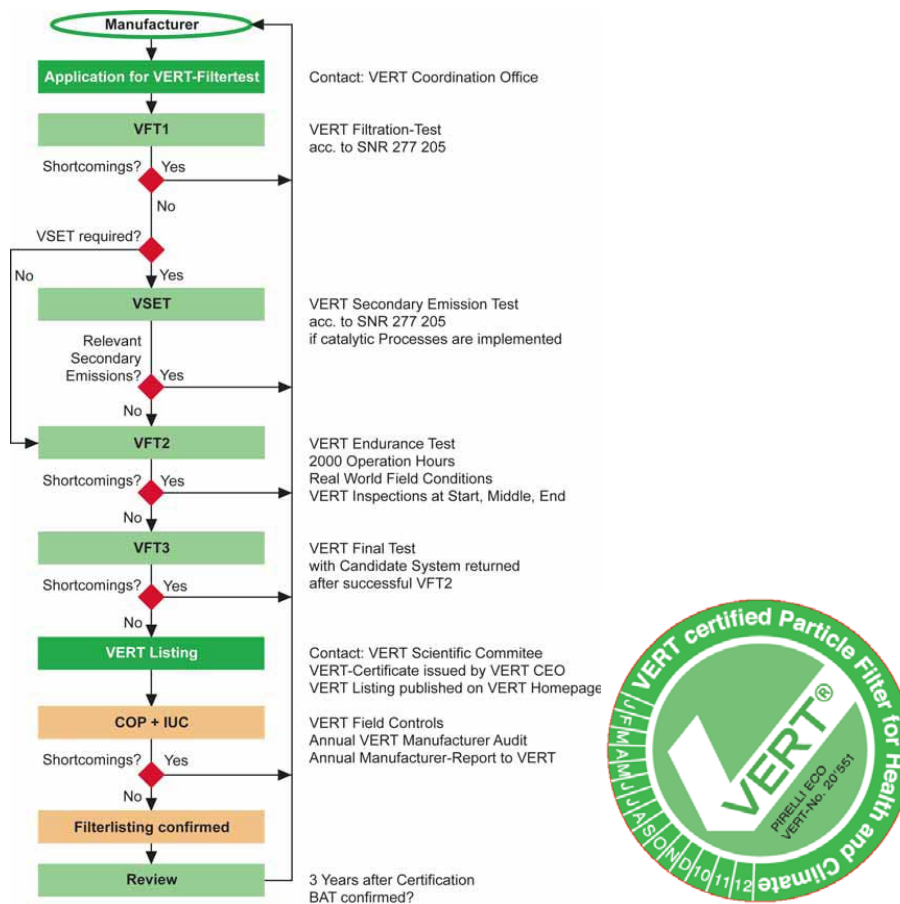 Manufacturer
Application for VERT-Filtertest
Contact: VERT Coordination Office
VFT1
VERT Filtration-Test
acc. to SNR 277 205
Shortcomings?
Yes
No
VSET required?
No
Yes
VSET
VERT Secondary Emission Test
acc. to SNR 277 205
if catalytic Processes are implemented
Relevant
Secondary
Emissions?
Yes
No
VFT2
VERT Endurance Test
2000 Operation Hours
Real World Field Conditions
VERT Inspections at Start, Middle, End
Shortcomings?
Yes
No
VFT3
VERT Final Test
with Candidate System returned
after successful VFT2
Shortcomings?
Yes
No
VERT Listing
Contact: VERT Scientific Commitee
VERT-Certificate issued by VERT CEO
VERT Listing published on VERT Homepage
COP + IUC
VERT Field Controls
Annual VERT Manufacturer Audit
Annual Manufacturer-Report to VERT
Shortcomings?
Yes
No
Filterlisting confirmed
Review
3 Years after Certification
BAT confirmed?
VERT certified Particle Filter for Health and Climate
J F M A M J J A S O N D 10 11 12
VERT®
PIRELLI ECO
VERT-No. 20'551